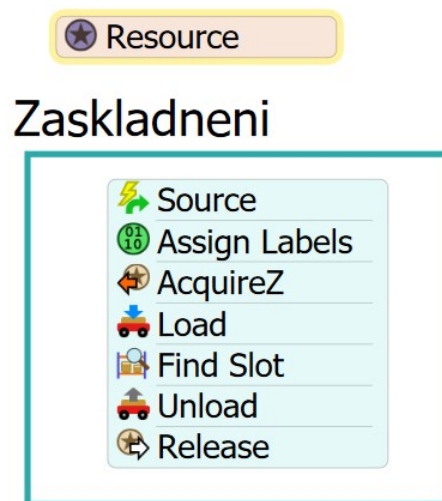 Resource
Zaskladneni
Source
Assign Labels
AcquireZ
Load
Find Slot
Unload
Release